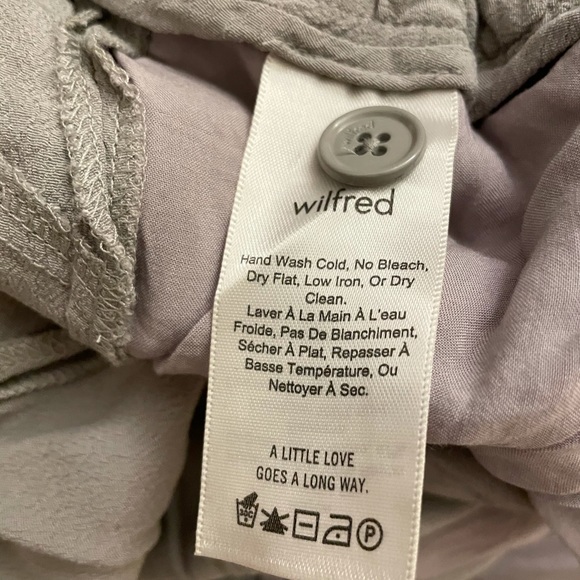 wilfred
Hand Wash Cold, No Bleach,
Dry Flat, Low Iron, Or Dry
Clean.
Laver À La Main À L'eau
Froide, Pas De Blanchiment,
Sécher À Plat, Repasser À
Basse Température, Ou
Nettoyer À Sec.
A LITTLE LOVE
GOES A LONG WAY.
P